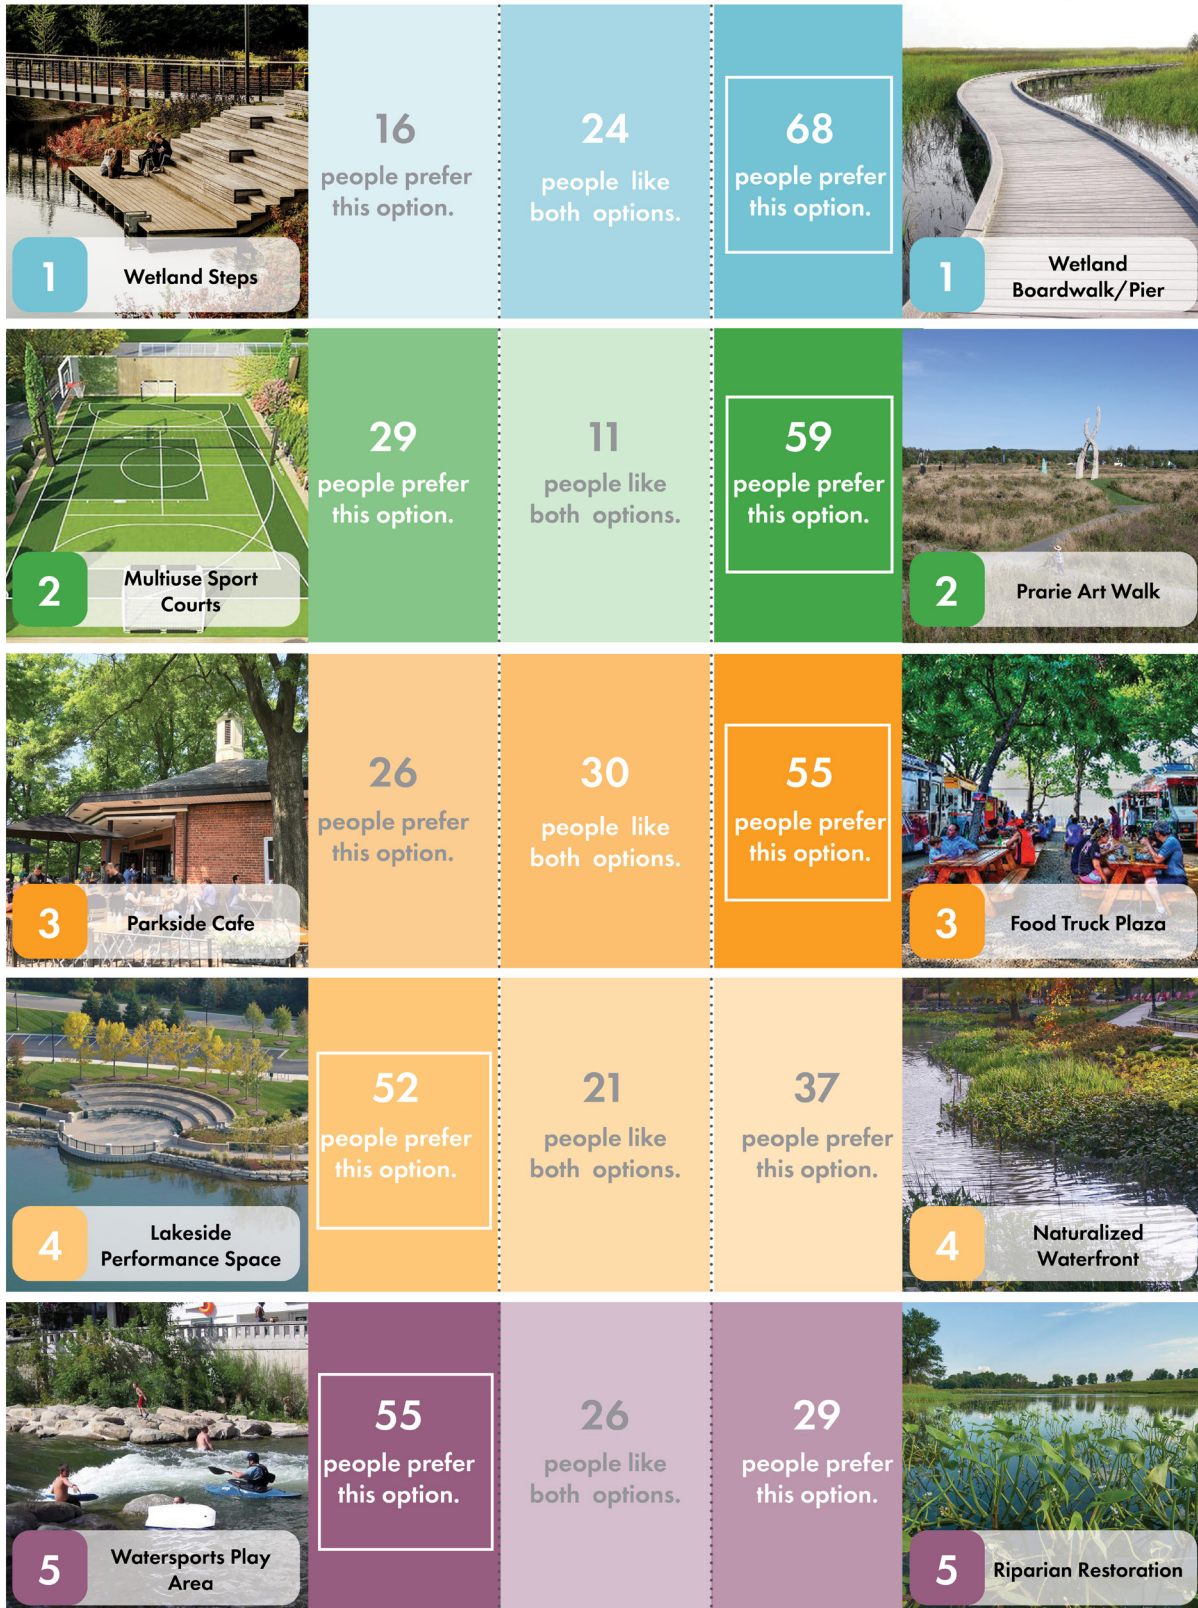 16
people prefer
this option.
24
people like
both options.
68
people prefer
this option.
1
Wetland Steps
1
Wetland
Boardwalk/Pier
29
people prefer
this option.
11
people like
both options.
59
people prefer
this option.
2
Multiuse Sport
Courts
2
Prarie Art Walk
26
people prefer
this option.
30
people like
both options.
55
people prefer
this option.
3
Parkside Cafe
3
Food Truck Plaza
52
people prefer
this option.
21
people like
both options.
37
people prefer
this option.
4
Lakeside
Performance Space
4
Naturalized
Waterfront
55
people prefer
this option.
26
people like
both options.
29
people prefer
this option.
5
Watersports Play
Area
5
Riparian Restoration